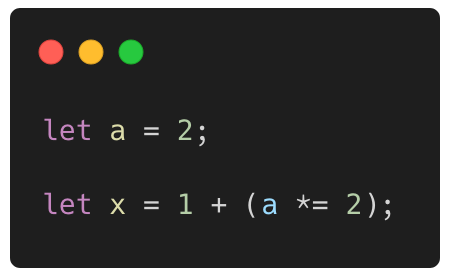 let a = 2;
let x = 1 + (a *= 2);